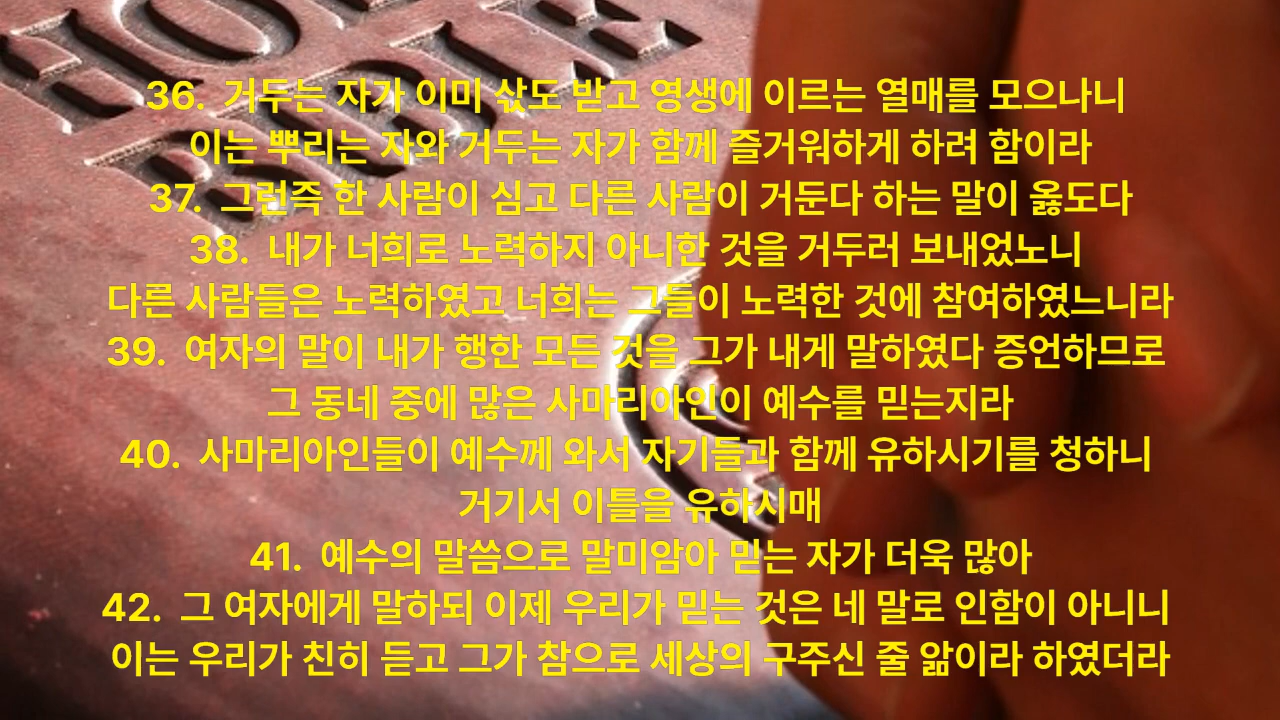 HOLY
BIBLE
36. 거두는 자가 이미 삯도 받고 영생에 이르는 열매를 모으나니
이는 뿌리는 자와 거두는 자가 함께 즐거워하게 하려 함이라
37. 그런즉 한 사람이 심고 다른 사람이 거둔다 하는 말이 옳도다
38. 내가 너희로 노력하지 아니한 것을 거두러 보내었노니
다른 사람들은 노력하였고 너희는 그들이 노력한 것에 참여하였느니라
39. 여자의 말이 내가 행한 모든 것을 그가 내게 말하였다 증언하므로
그 동네 중에 많은 사마리아인이 예수를 믿는지라
40. 사마리아인들이 예수께 와서 자기들과 함께 유하시기를 청하니
거기서 이틀을 유하시매
41. 예수의 말씀으로 말미암아 믿는 자가 더욱 많아
42. 그 여자에게 말하되 이제 우리가 믿는 것은 네 말로 인함이 아니니
이는 우리가 친히 듣고 그가 참으로 세상의 구주신 줄 앎이라 하였더라